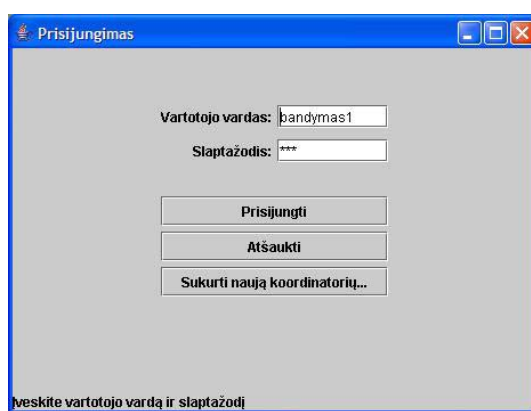 Prisijungimas
Vartotojo vardas: bandymas1
Slaptažodis: ***
Prisijungti
Atšaukti
Sukurti naują koordinatorių...
Įveskite vartotojo vardą ir slaptažodį